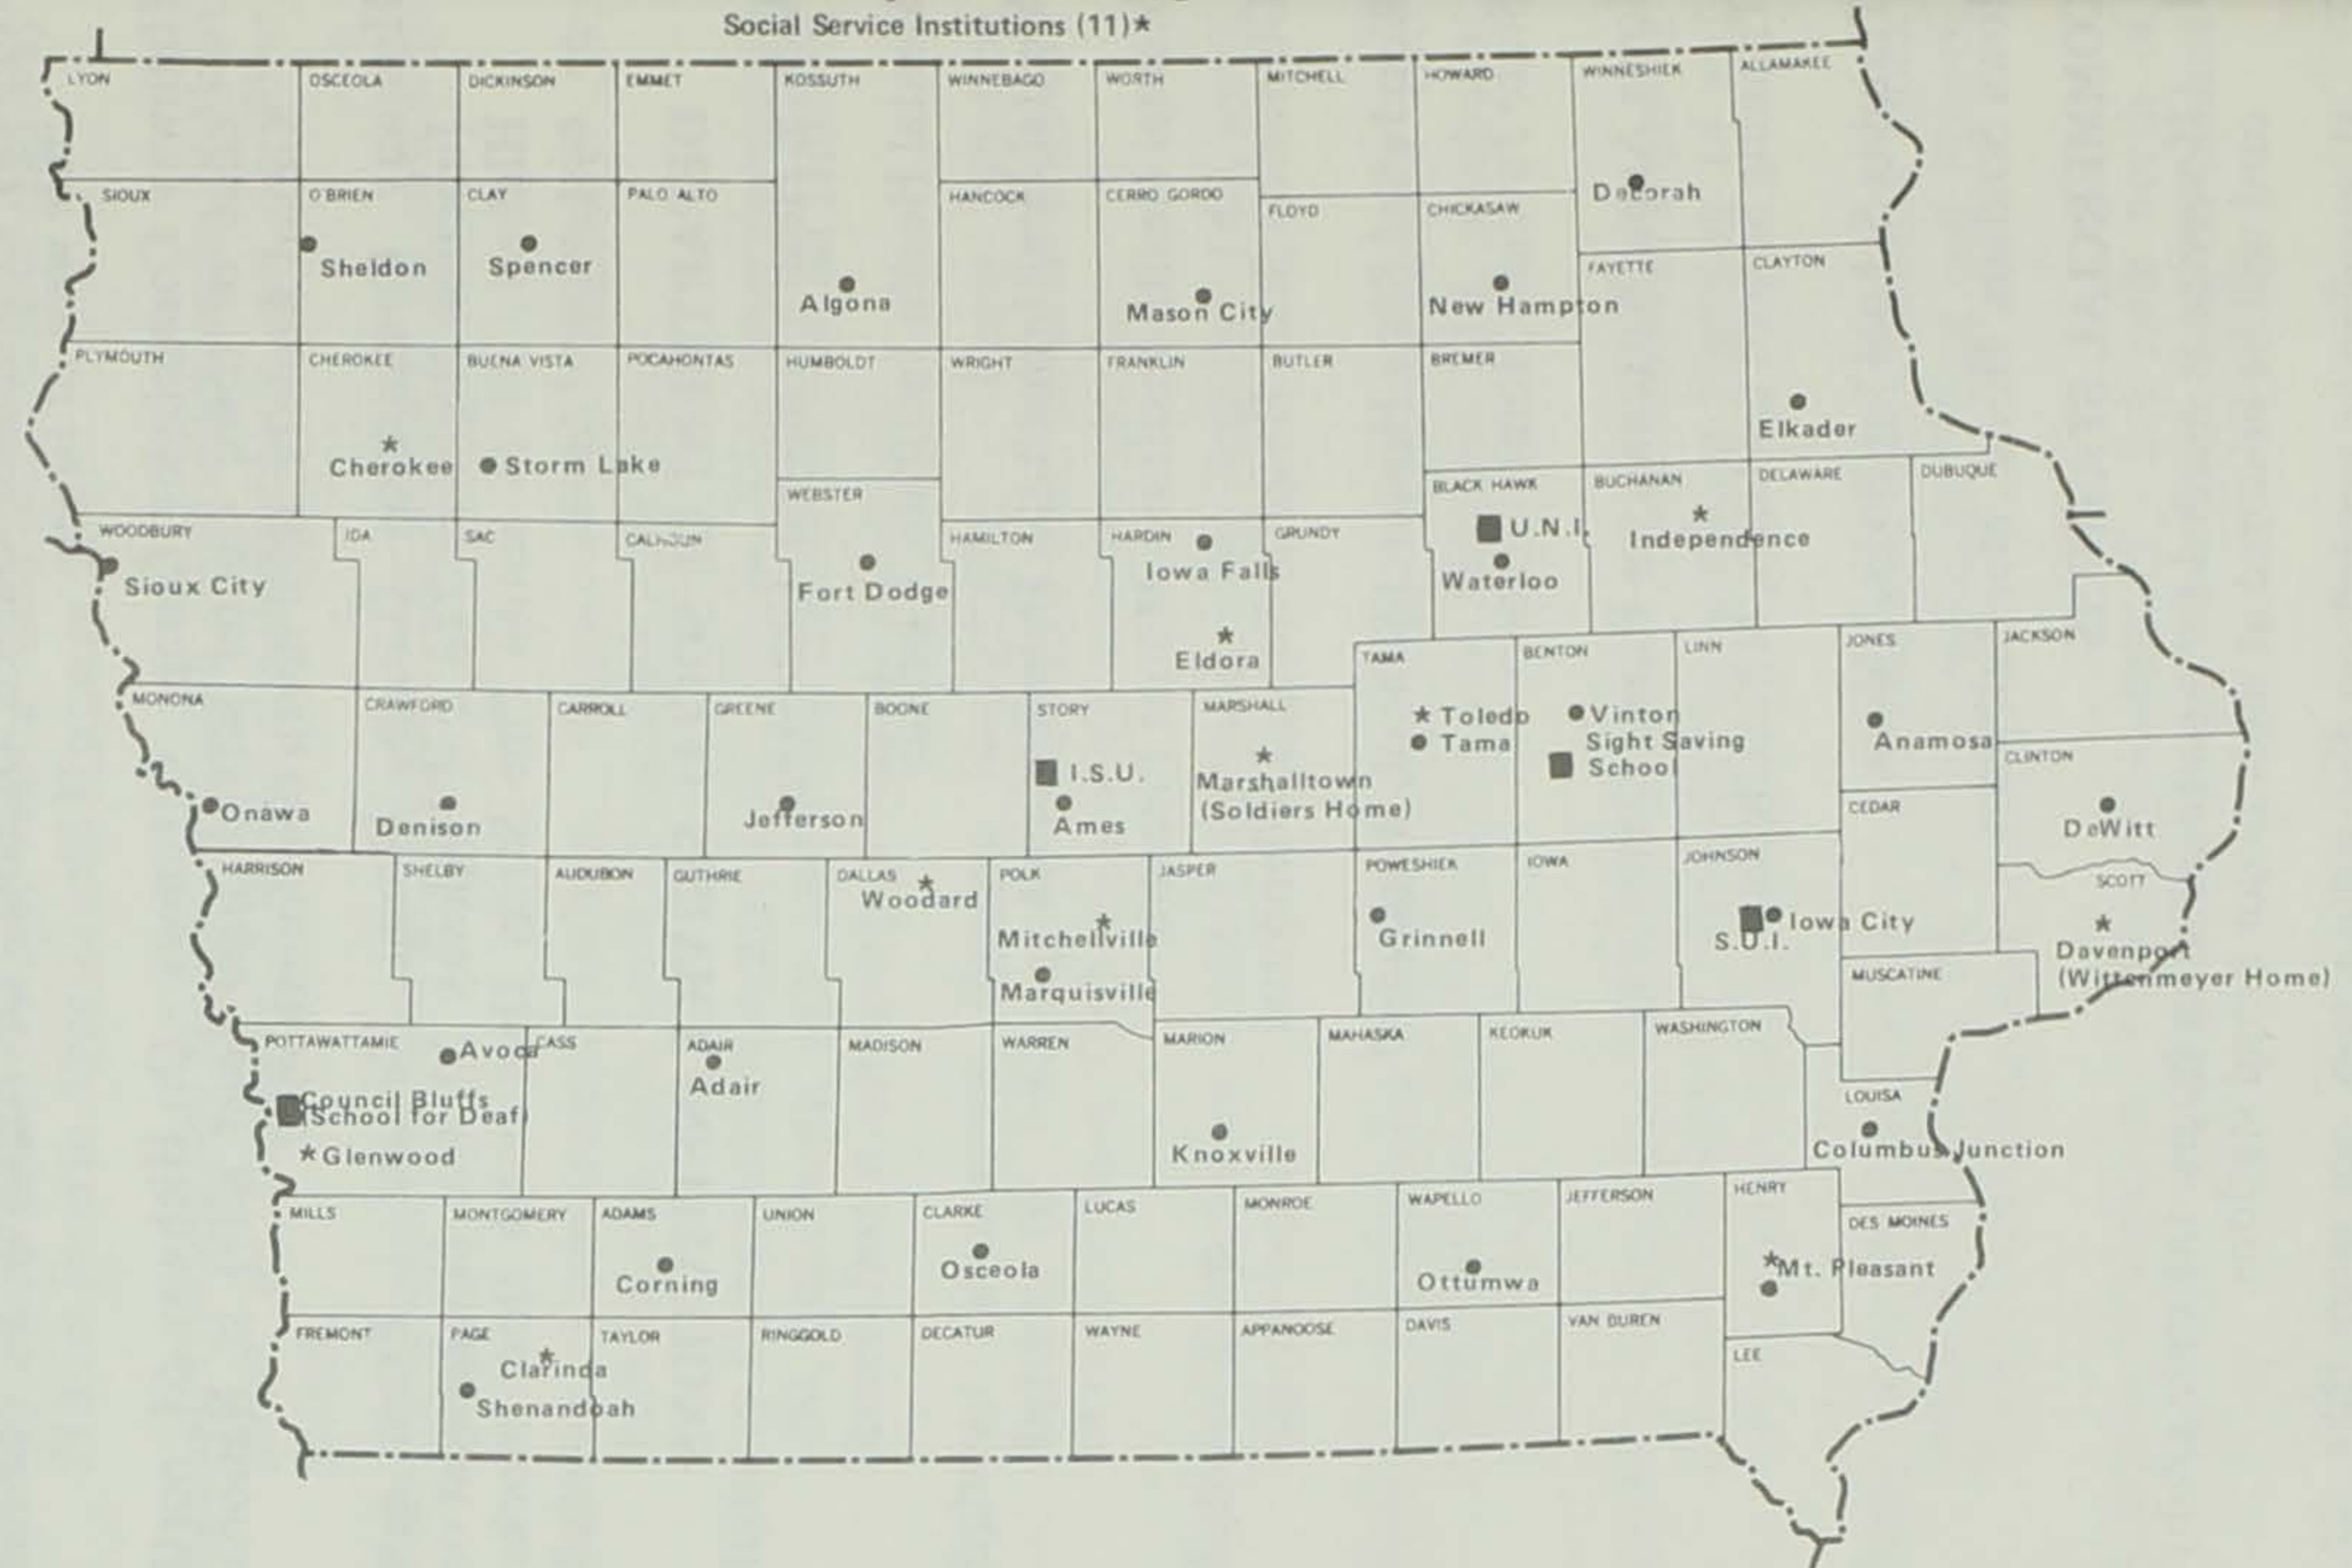 Social Service Institutions (11)★
LYON
OSCEOLA
DICKINSON
EMMET
KOSSUTH
WINNEBAGO
WORTH
MITCHELL
HOWARD
WINNESHIEK
ALLAMAKEE
SIOUX
O'BRIEN
CLAY
PALO ALTO
HANCOCK
CERRO GORDO
FLOYD
CHICKASAW
Decorah
Sheldon
Spencer
Algona
Mason City
New Hampton
FAYETTE
CLAYTON
PLYMOUTH
CHEROKEE
BUENA VISTA
POCAHONTAS
HUMBOLDT
WRIGHT
FRANKLIN
BUTLER
BREMER
Elkader
★
Cherokee
Storm Lake
WEBSTER
BLACK HAWK
BUCHANAN
DELAWARE
DUBUQUE
WOODBURY
IDA
SAC
CALHOUN
HAMILTON
HARDIN
GRUNDY
U.N.I.
★
Independence
Sioux City
Fort Dodge
Iowa Falls
Waterloo
★
Eldora
TAMA
BENTON
LINN
JONES
JACKSON
MONONA
CRAWFORD
CARROLL
GREENE
BOONE
STORY
MARSHALL
★ Toledo
Tama
Vinton
Sight Saving
School
Anamosa
I.S.U.
Ames
★
Marshalltown
(Soldiers Home)
CLINTON
Onawa
Denison
Jefferson
CEDAR
DeWitt
HARRISON
SHELBY
AUDUBON
GUTHRIE
DALLAS
★
Woodard
POLK
JASPER
POWESHIEK
IOWA
JOHNSON
SCOTT
★
Mitchellville
Marquisville
Grinnell
Iowa City
S.U.I.
★
Davenport
(Wittenmeyer Home)
MUSCATINE
POTTAWATTAMIE
Avoca
CASS
ADAIR
Adair
MADISON
WARREN
MARION
MAHASKA
KEOKUK
WASHINGTON
Council Bluffs
(School for Deaf)
★ Glenwood
Knoxville
LOUISA
Columbus Junction
MILLS
MONTGOMERY
ADAMS
UNION
CLARKE
LUCAS
MONROE
WAPELLO
JEFFERSON
HENRY
DES MOINES
Corning
Osceola
Ottumwa
★
Mt. Pleasant
FREMONT
PAGE
TAYLOR
RINGGOLD
DECATUR
WAYNE
APPANOOSE
DAVIS
VAN BUREN
LEE
★
Clarinda
Shenandoah